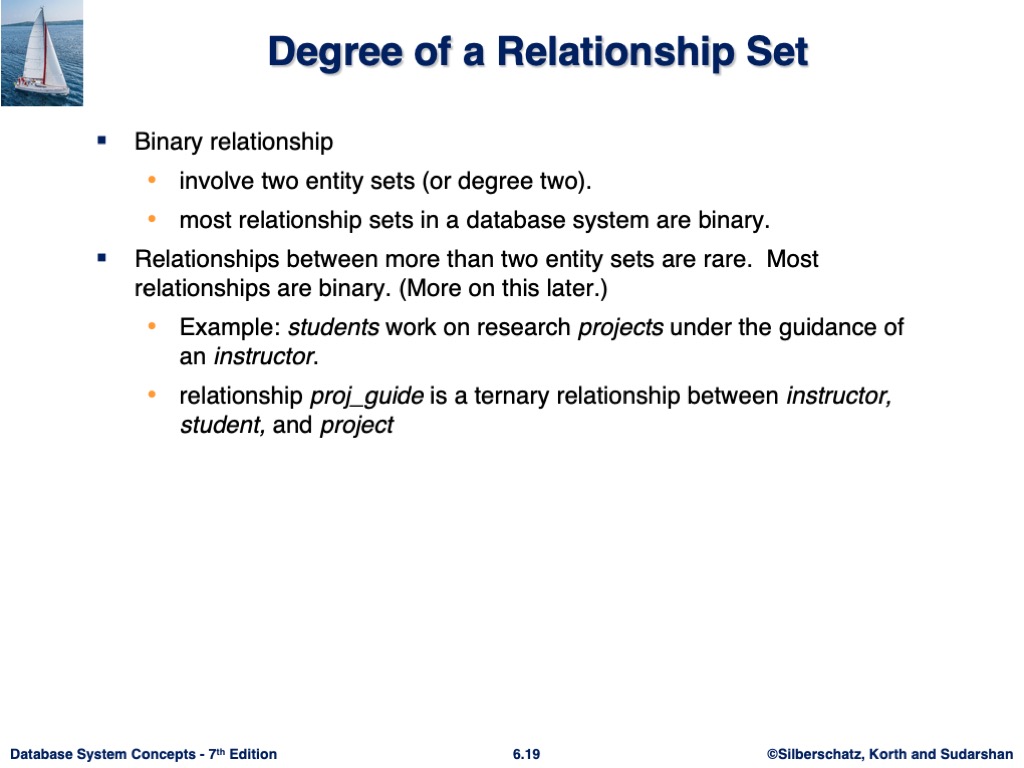 Degree of a Relationship Set
▪ Binary relationship
• involve two entity sets (or degree two).
• most relationship sets in a database system are binary.
▪ Relationships between more than two entity sets are rare.  Most
relationships are binary. (More on this later.)
• Example: students work on research projects under the guidance of
an instructor.
• relationship proj_guide is a ternary relationship between instructor,
student, and project
Database System Concepts - 7th Edition
6.19
©Silberschatz, Korth and Sudarshan